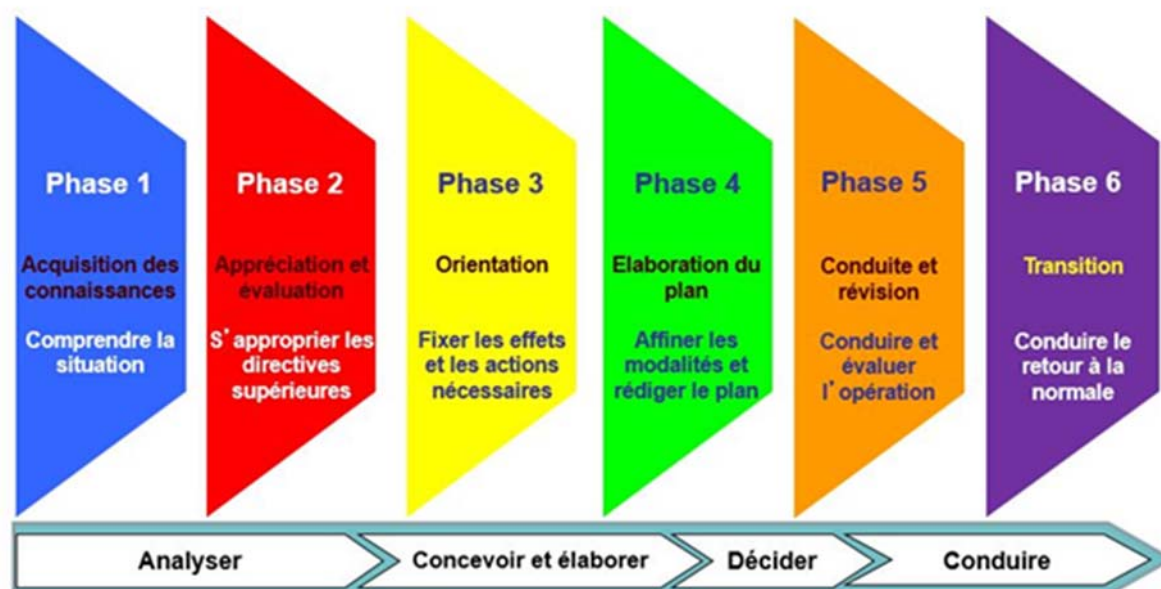 Phase 1
Acquisition des
connaissances
Comprendre la
situation
Phase 2
Appréciation et
évaluation
S'approprier les
directives
supérieures
Phase 3
Orientation
Fixer les effets
et les actions
nécessaires
Phase 4
Elaboration du
plan
Affiner les
modalités et
rédiger le plan
Phase 5
Conduite et
révision
Conduire et
évaluer
l'opération
Phase 6
Transition
Conduire le
retour à la
normale
Analyser
Concevoir et élaborer
Décider
Conduire